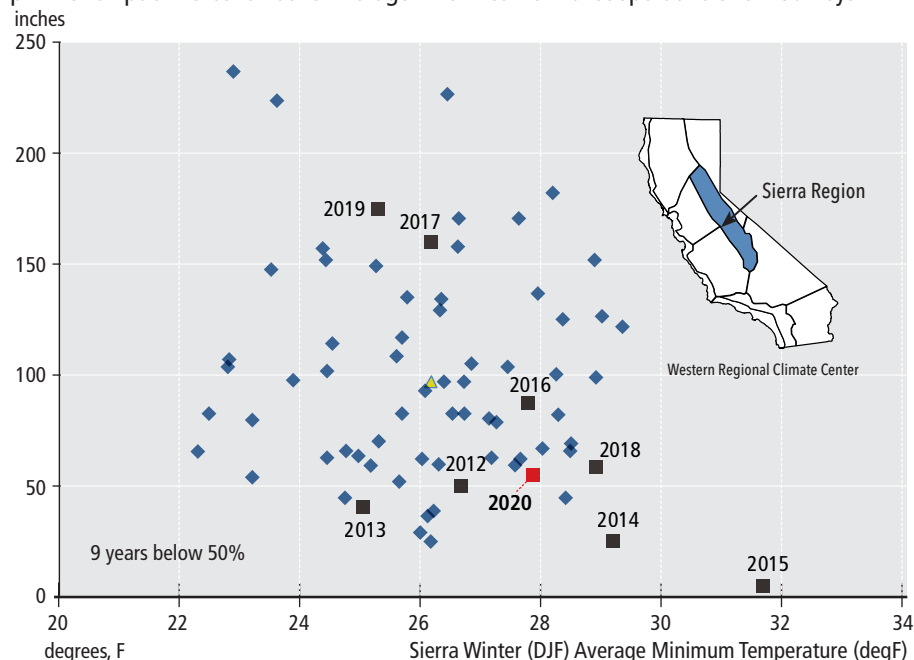 inches
250
200
150
100
50
0
2019
2017
2016
2012
2018
2020
2013
2014
2015
Sierra Region
Western Regional Climate Center
9 years below 50%
20 22 24 26 28 30 32 34
degrees, F
Sierra Winter (DJF) Average Minimum Temperature (degF)